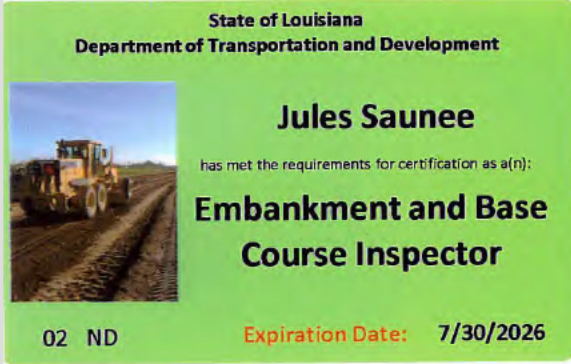 State of Louisiana
Department of Transportation and Development
Jules Saunee
has met the requirements for certification as a(n):
Embankment and Base
Course Inspector
02 ND
Expiration Date: 7/30/2026